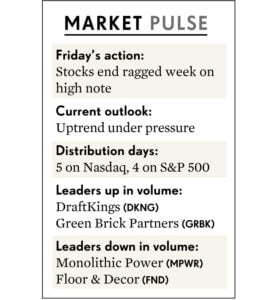 MARKET PULSE
Friday's action:
Stocks end ragged week on
high note
Current outlook:
Uptrend under pressure
Distribution days:
5 on Nasdaq, 4 on S&P 500
Leaders up in volume:
DraftKings (DKNG)
Green Brick Partners (GRBK)
Leaders down in volume:
Monolithic Power (MPWR)
Floor & Decor (FND)